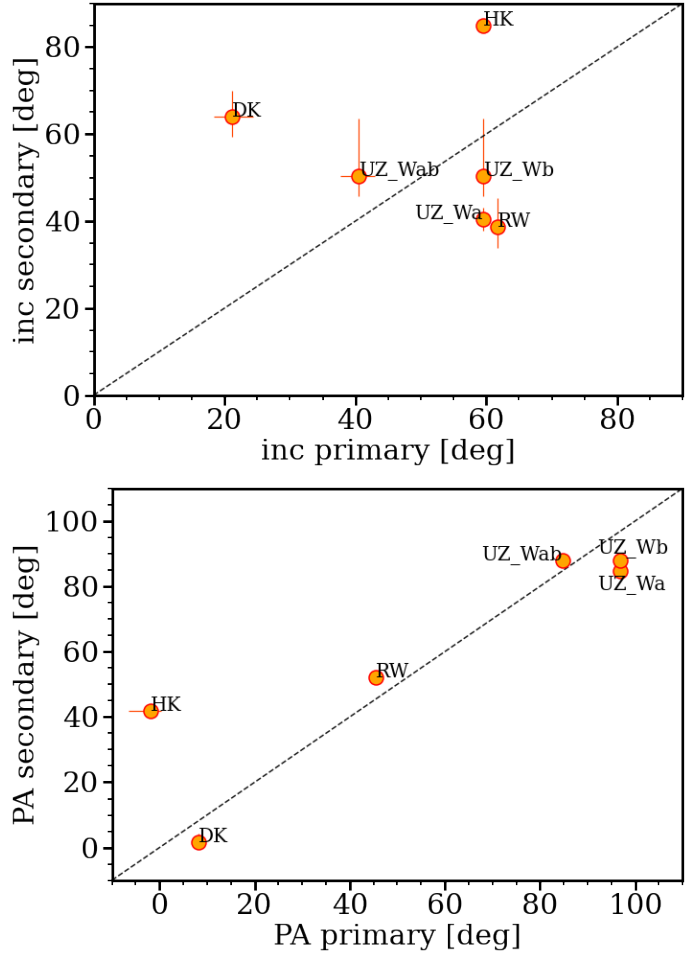 80
60
40
20
0
inc secondary [deg]
HK
DK
UZ_Wab
UZ_Wb
UZ_Wa
RW
0 20 40 60 80
inc primary [deg]
100
80
60
40
20
0
PA secondary [deg]
UZ_Wab
UZ_Wb
UZ_Wa
RW
HK
DK
0 20 40 60 80 100
PA primary [deg]